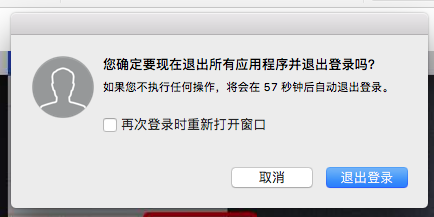 您确定要现在退出所有应用程序并退出登录吗?
如果您不执行任何操作，将会在 57 秒钟后自动退出登录。
再次登录时重新打开窗口
取消
退出登录